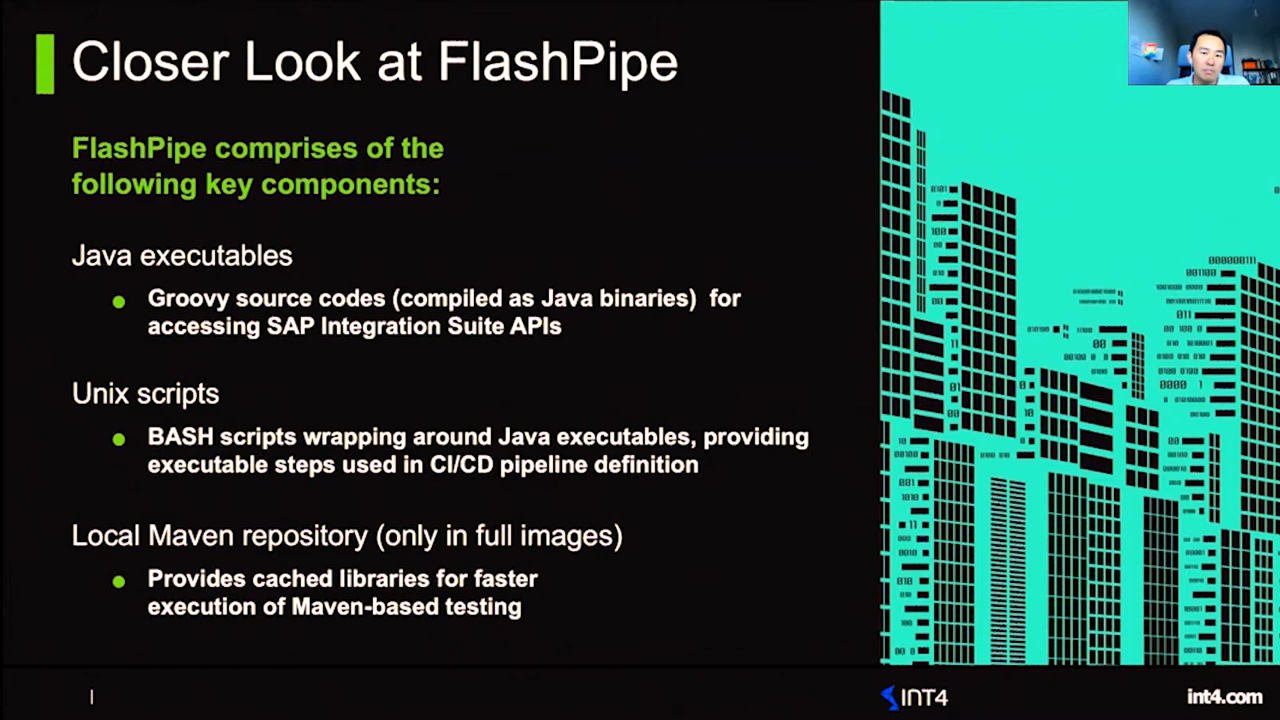 Closer Look at FlashPipe
FlashPipe comprises of the
following key components:
Java executables
Groovy source codes (compiled as Java binaries) for
accessing SAP Integration Suite APIs
Unix scripts
BASH scripts wrapping around Java executables, providing
executable steps used in CI/CD pipeline definition
Local Maven repository (only in full images)
Provides cached libraries for faster
execution of Maven-based testing
INT4
int4.com